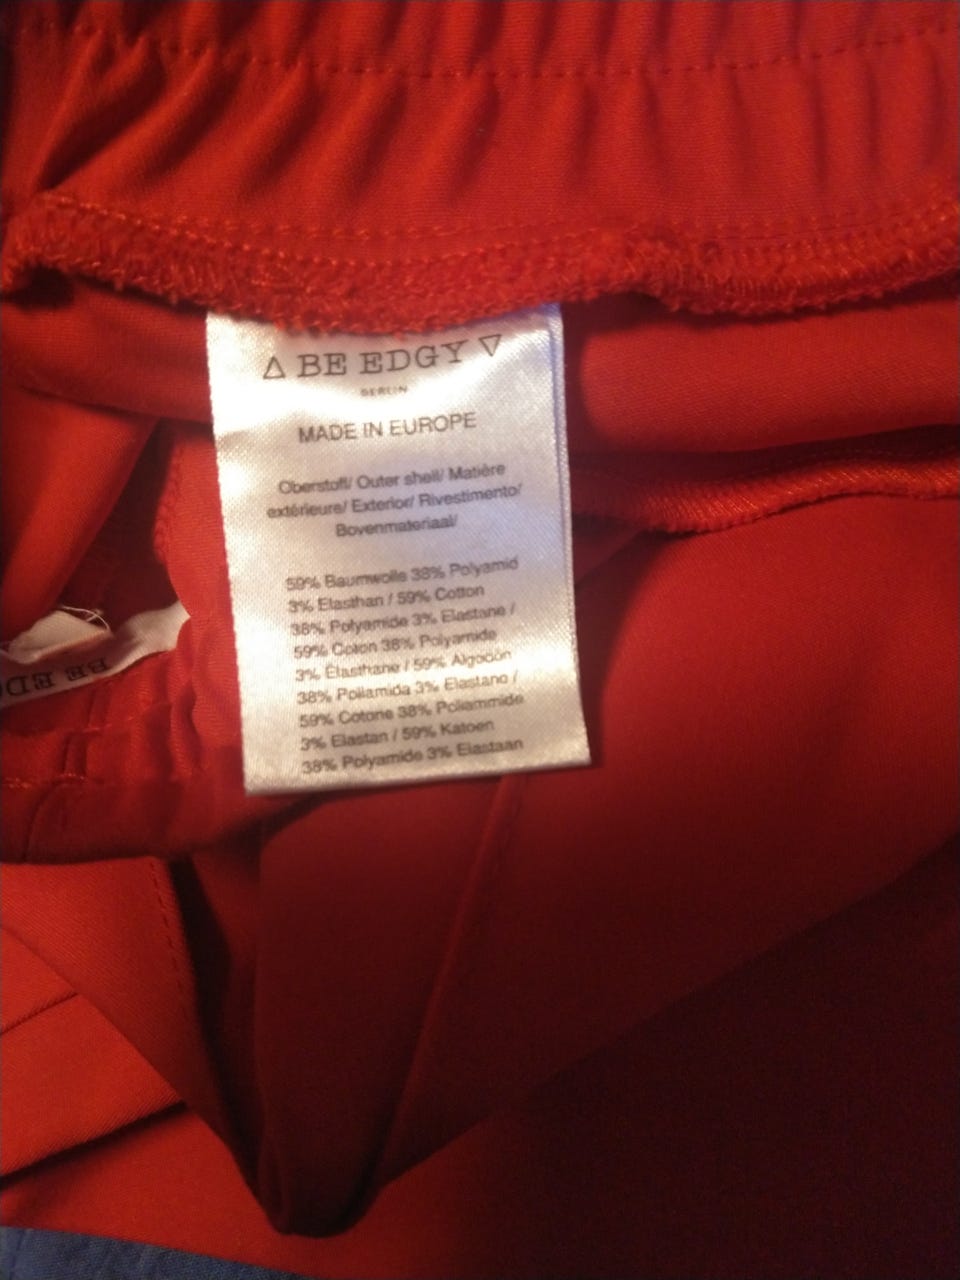 △ BE EDGY ▽
BERLIN
MADE IN EUROPE
Oberstoff/ Outer shell/ Matière
extérieure/ Exterior/ Rivestimento/
Bovenmateriaal/
59% Baumwolle 38% Polyamid
3% Elasthan / 59% Cotton
38% Polyamide 3% Elastane /
59% Coton 38% Polyamide
3% Élasthane / 59% Algodón
38% Poliamida 3% Elastano /
59% Cotone 38% Poliammide
3% Elastan / 59% Katoen
38% Polyamide 3% Elastaan
BE ED